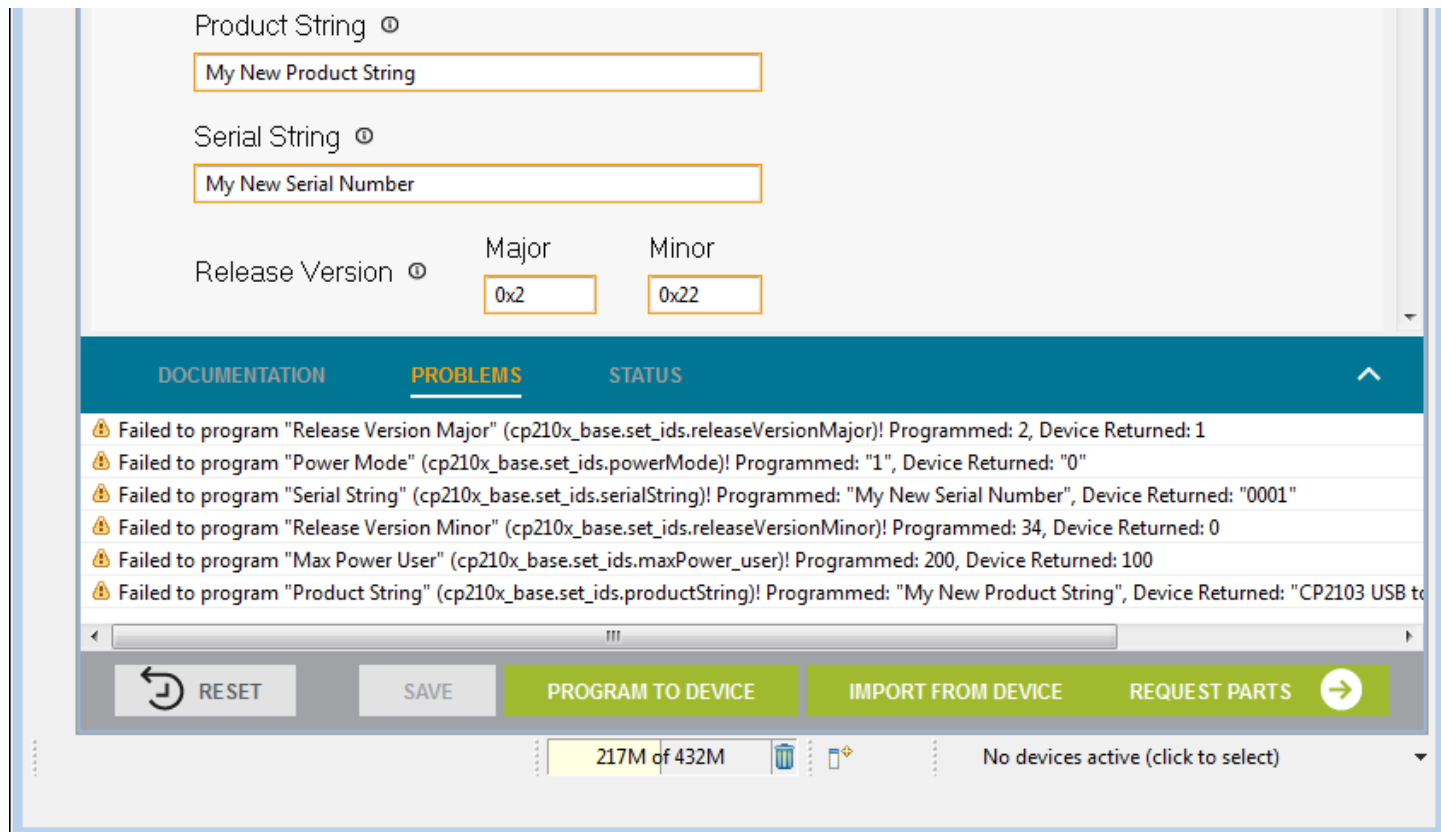 Product String
My New Product String
Serial String
My New Serial Number
Major Minor
Release Version
0x2 0x22
DOCUMENTATION PROBLEMS STATUS
Failed to program "Release Version Major" (cp210x_base.set_ids.releaseVersionMajor)! Programmed: 2, Device Returned: 1
Failed to program "Power Mode" (cp210x_base.set_ids.powerMode)! Programmed: "1", Device Returned: "0"
Failed to program "Serial String" (cp210x_base.set_ids.serialString)! Programmed: "My New Serial Number", Device Returned: "0001"
Failed to program "Release Version Minor" (cp210x_base.set_ids.releaseVersionMinor)! Programmed: 34, Device Returned: 0
Failed to program "Max Power User" (cp210x_base.set_ids.maxPower_user)! Programmed: 200, Device Returned: 100
Failed to program "Product String" (cp210x_base.set_ids.productString)! Programmed: "My New Product String", Device Returned: "CP2103 USB to
RESET SAVE PROGRAM TO DEVICE IMPORT FROM DEVICE REQUEST PARTS
217M of 432M No devices active (click to select)